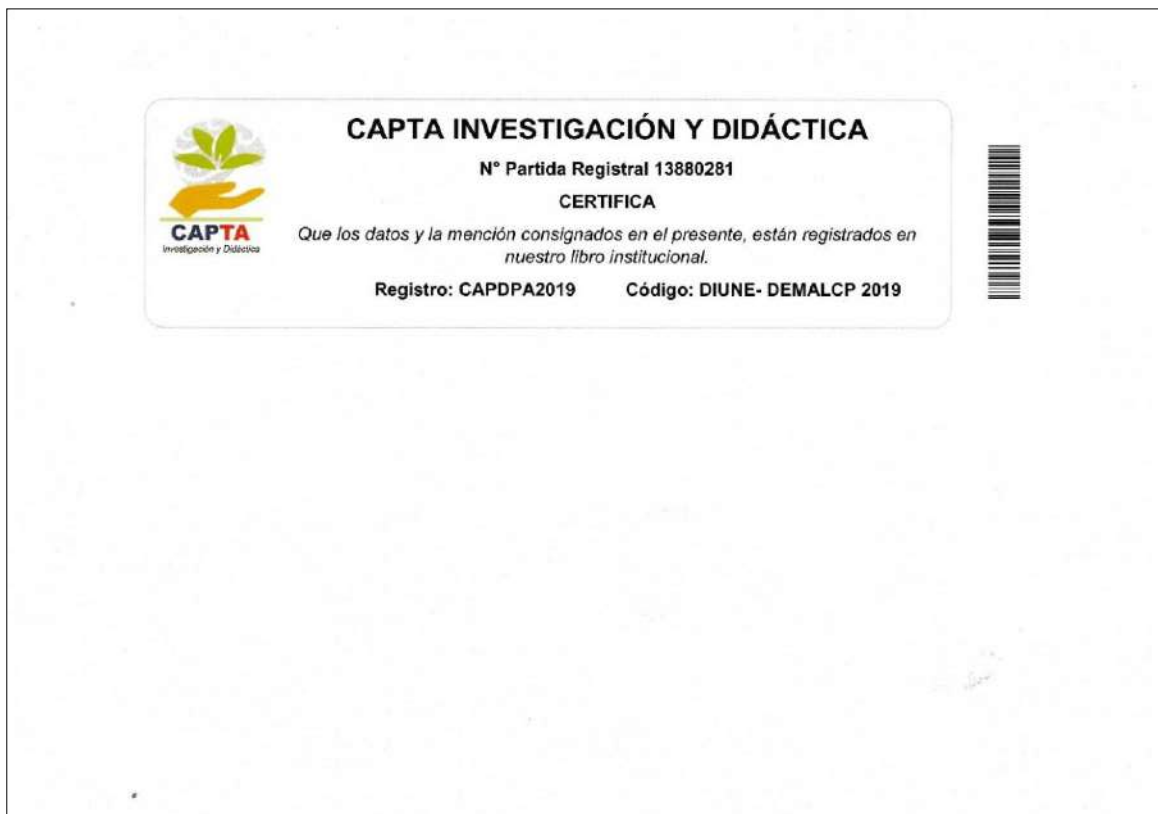 CAPTA INVESTIGACIÓN Y DIDÁCTICA
N° Partida Registral 13880281
CERTIFICA
CAPTA
Investigación y Didáctica
Que los datos y la mención consignados en el presente, están registrados en
nuestro libro institucional.
Registro: CAPDPA2019 Código: DIUNE- DEMALCP 2019